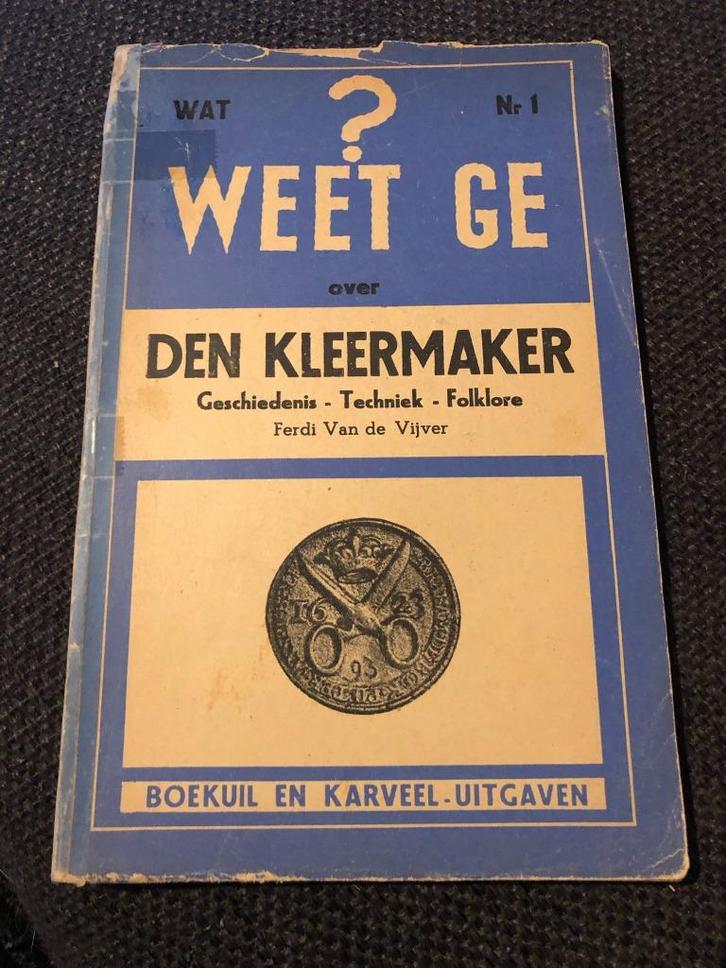 WAT ? Nr 1
WEET GE
over
DEN KLEERMAKER
Geschiedenis - Techniek - Folklore
Ferdi Van de Vijver
16 23
93
BOEKUIL EN KARVEEL-UITGAVEN